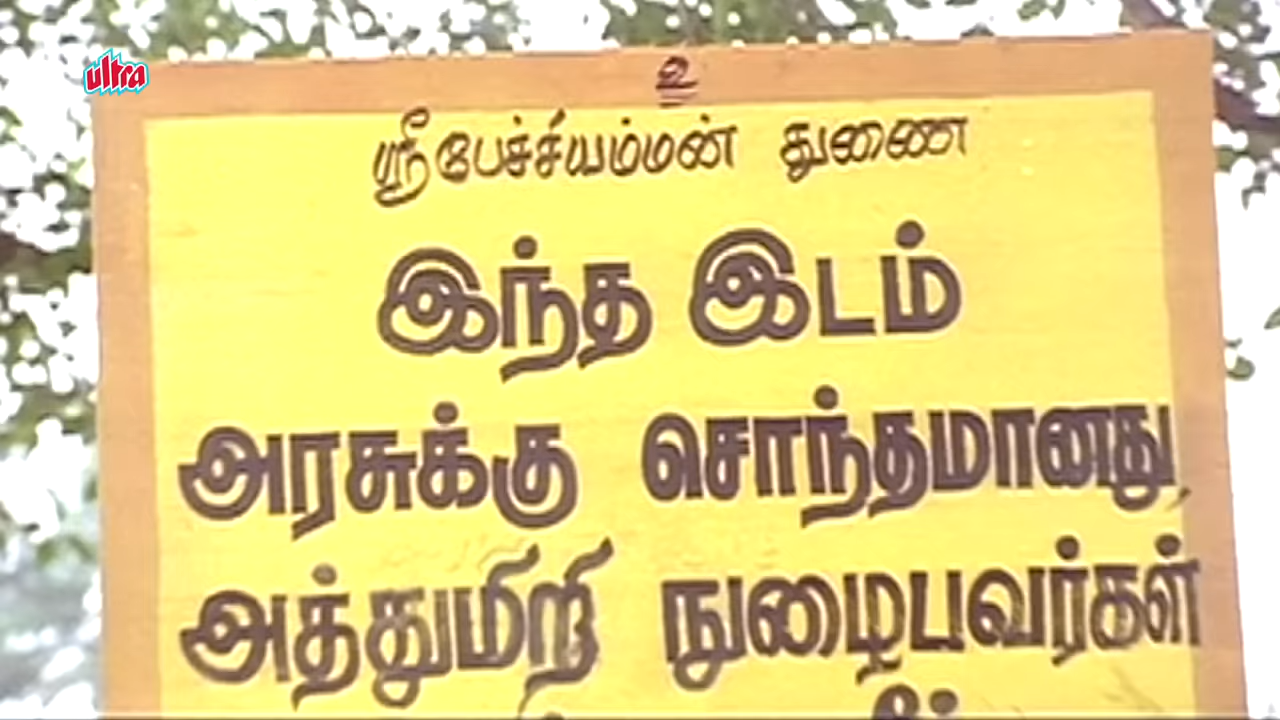 ultra
உ
ஸ்ரீ பேச்சியம்மன் துணை
இந்த இடம்
அரசுக்கு சொந்தமானது,
அத்துமிறி நுழைபவர்கள்